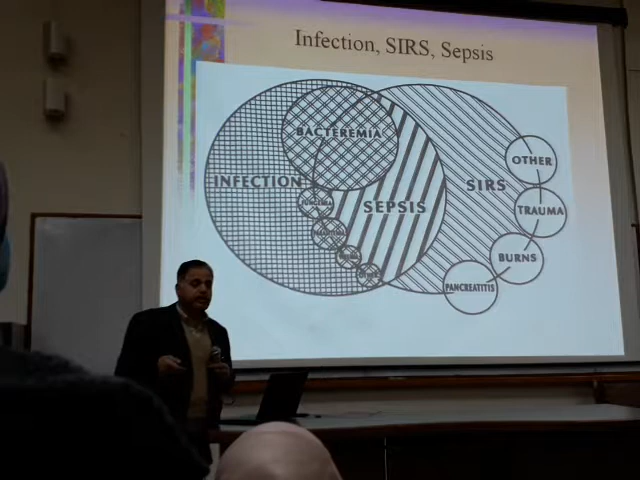 Infection, SIRS, Sepsis
BACTEREMIA
OTHER
INFECTION
SEPSIS
SIRS
TRAUMA
BURNS
PANCREATITIS